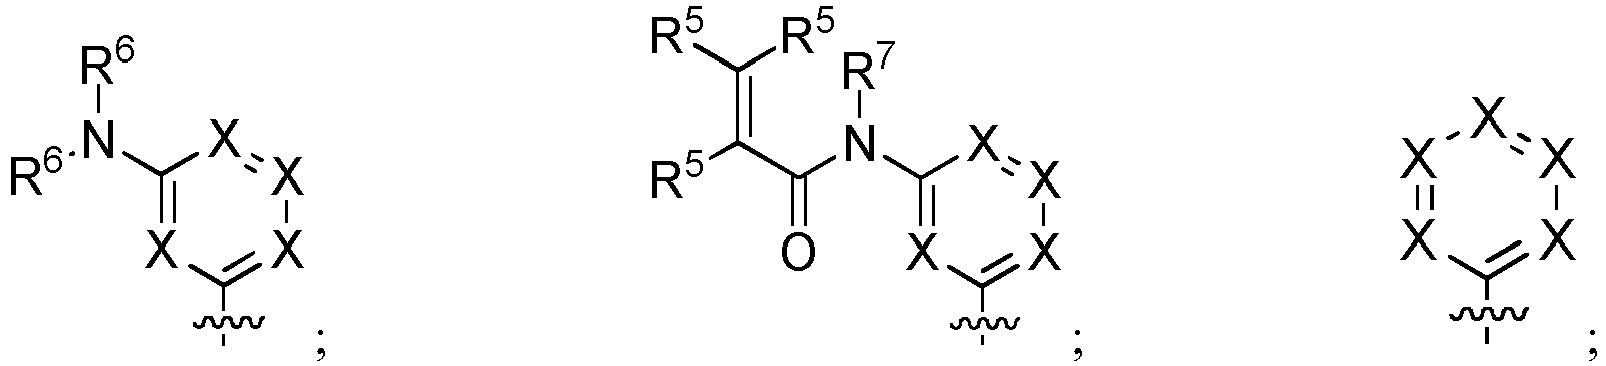 R⁶
R⁶ N X X X X ;
R⁵ R⁵
R⁵ R⁷
N O X X X X ;
X X X X X ;